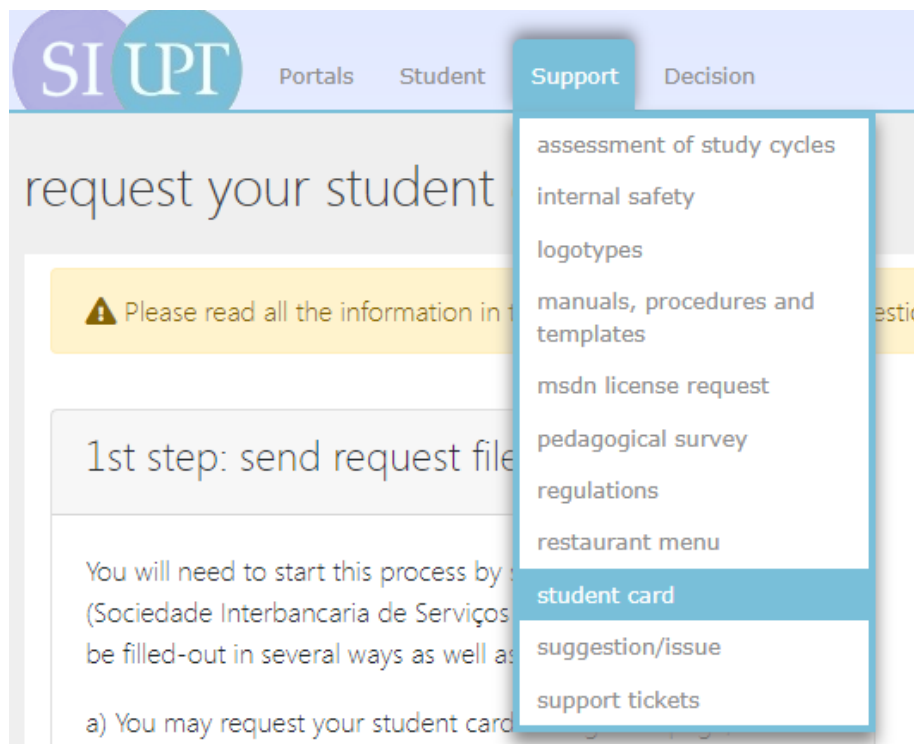 SI UPT
Portals Student Support Decision
assessment of study cycles
internal safety
logotypes
manuals, procedures and
templates
msdn license request
pedagogical survey
regulations
restaurant menu
student card
suggestion/issue
support tickets
request your student
Please read all the information in
1st step: send request file
You will need to start this process by
(Sociedade Interbancaria de Serviços
be filled-out in several ways as well as
a) You may request your student card